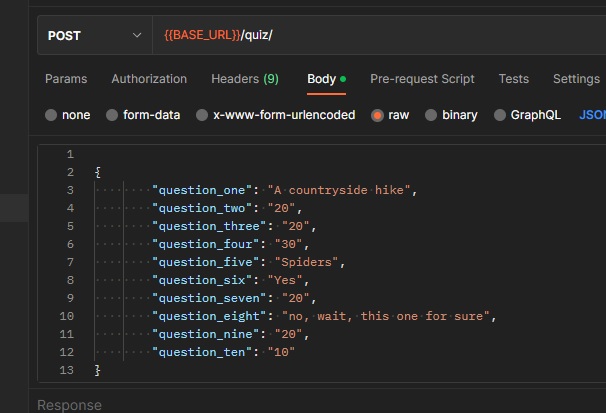 POST {{BASE_URL}}/quiz/
Params Authorization Headers (9) Body Pre-request Script Tests Settings
none form-data x-www-form-urlencoded raw binary GraphQL JSON
1
2 {
3 "question_one": "A countryside hike",
4 "question_two": "20",
5 "question_three": "20",
6 "question_four": "30",
7 "question_five": "Spiders",
8 "question_six": "Yes",
9 "question_seven": "20",
10 "question_eight": "no, wait, this one for sure",
11 "question_nine": "20",
12 "question_ten": "10"
13 }
Response